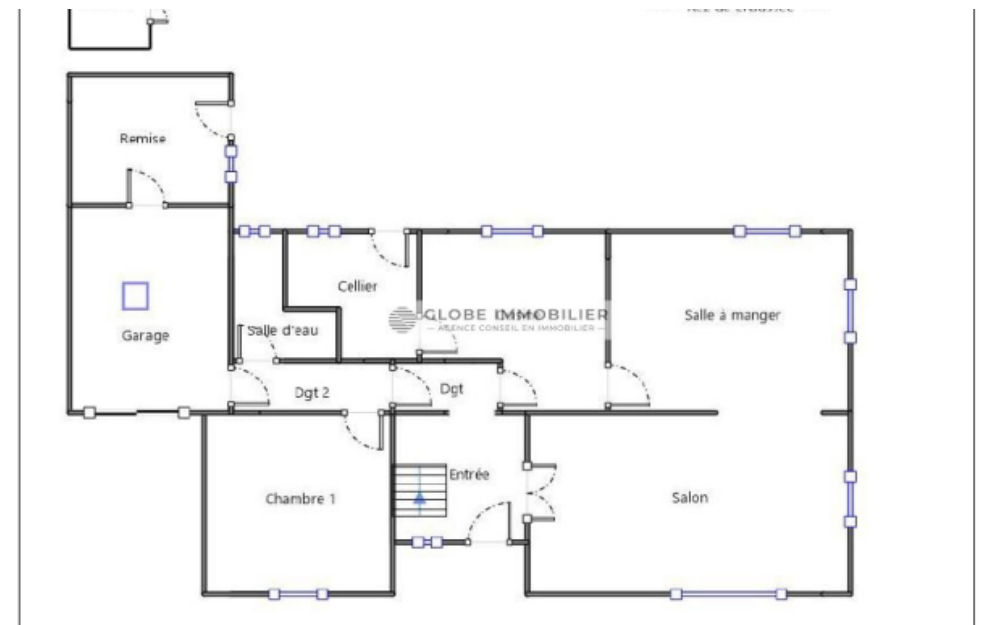 Remise
Cellier
GLOBE IMMOBILIER
AGENCE CONSEIL EN IMMOBILIER
Salle à manger
Garage
Salle d'eau
Dgt 2
Dgt
Entrée
Chambre 1
Salon